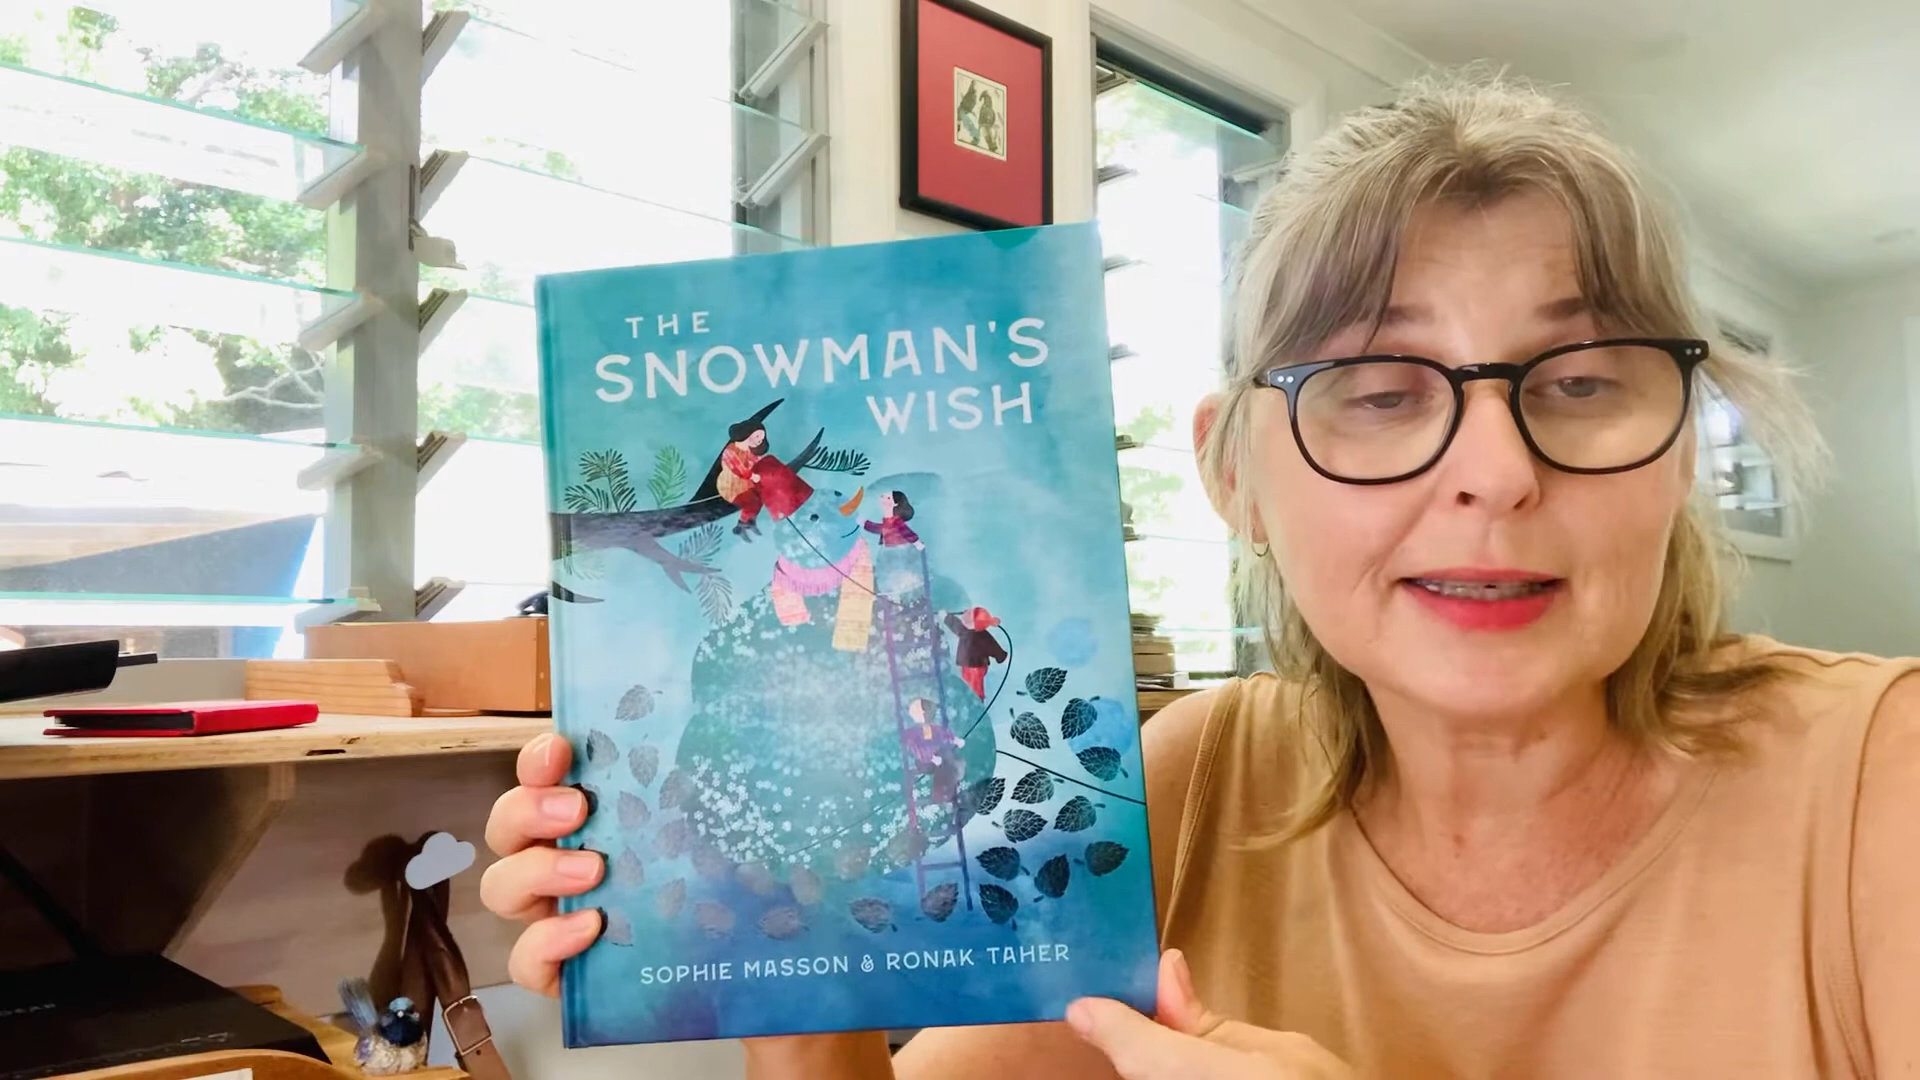 THE
SNOWMAN'S
WISH
SOPHIE MASSON & RONAK TAHER